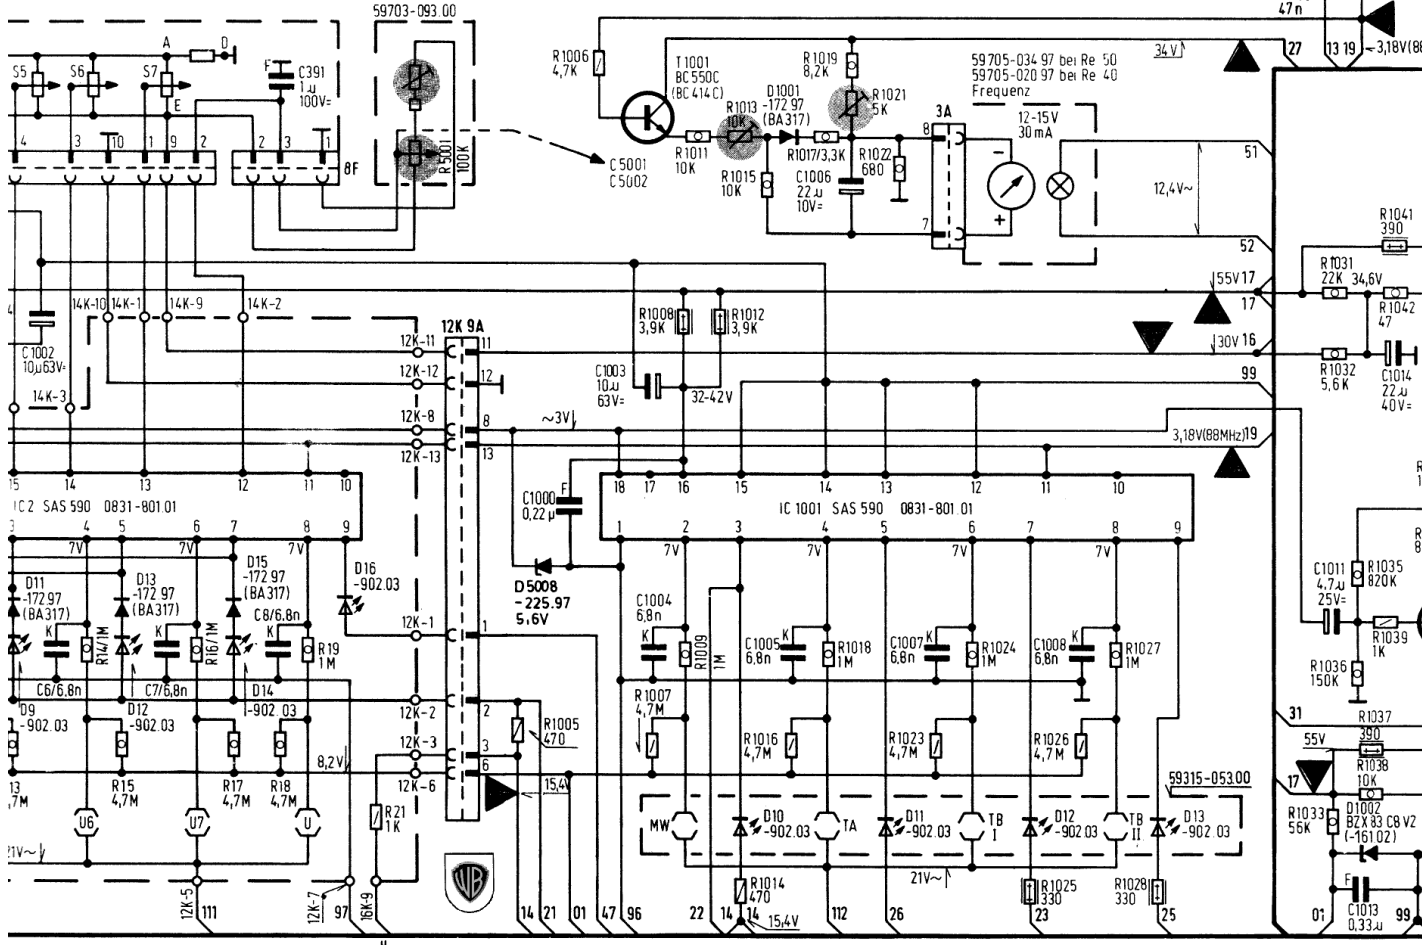 59703-093.00
47n
A
D
S5
S6
S7
E
F
C391
1µ
100V=
4
3
10
1
9
2
2
3
1
8F
R5001
100K
C5001
C5002
R1006
4,7K
T1001
BC550C
(BC 414C)
R1011
10K
R1013
10K
D1001
-172.97
(BA317)
R1015
10K
R1017/3,3K
R1019
8,2K
R1021
5K
C1006
22µ
10V=
R1022
680
3A
8
7
59705-034 97 bei Re 50
59705-020 97 bei Re 40
Frequenz
12-15V
30mA
-
+
34V
27
13 19
3,18V(88
51
12,4V~
52
R1041
390
R1031
22K
34,6V
R1042
47
55V 17
17
30V 16
R1032
5,6K
C1014
22µ
40V=
99
3,18V(88MHz)19
14K-10
14K-1
14K-9
14K-2
14K-3
C1002
10µ63V=
12K 9A
12K-11
11
12K-12
12
12K-8
8
12K-13
13
R1008
3,9K
R1012
3,9K
C1003
10µ
63V=
32-42V
~3V
C1000
0,22µ
F
D5008
-225.97
5,6V
15
14
13
12
11
10
IC2 SAS 590 0831-801.01
3
4
5
6
7
8
9
7V
7V
7V
18
17
16
15
14
13
12
11
10
IC 1001 SAS 590 0831-801.01
1
2
3
4
5
6
7
8
9
7V
7V
7V
7V
D11
-172.97
(BA317)
D13
-172.97
(BA317)
D15
-172.97
(BA317)
D16
-902.03
K
R14/1M
C6/6,8n
K
R16/1M
C7/6,8n
C8/6,8n
K
R19
1M
D9
-902.03
D12
-902.03
D14
-902.03
12K-1
1
12K-2
2
12K-3
3
12K-6
6
8,2V
R15
4,7M
R17
4,7M
R18
4,7M
R21
1K
U6
U7
U
21V~
12K-5
111
12K-7
97
16K-9
WB
R1005
470
15,4V
14
21
01
47
96
C1004
6,8n
K
R1009
1M
R1007
4,7M
C1005
6,8n
K
R1018
1M
R1016
4,7M
C1007
6,8n
K
R1024
1M
R1023
4,7M
C1008
6,8n
K
R1027
1M
R1026
4,7M
59315-053.00
MW
D10
-902.03
TA
D11
-902.03
TB
I
D12
-902.03
TB
II
D13
-902.03
21V~
R1014
470
R1025
330
R1028
330
22
14
14
15,4V
112
26
23
25
C1011
4,7µ
25V=
R1035
820K
R1039
1K
R1036
150K
31
R1037
390
55V
R1038
10K
17
R1033
56K
D1002
BZX 83 C8 V2
(-161.02)
F
C1013
0,33µ
01
99